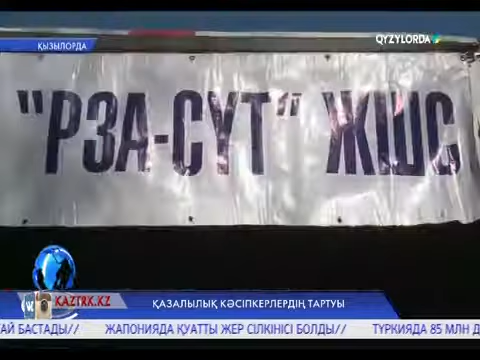 ҚЫЗЫЛОРДА
QYZYLORDA
"РЗА-СҮТ" ЖШС
KAZTRK.KZ
ҚАЗАЛЫЛЫҚ КӘСІПКЕРЛЕРДІҢ ТАРТУЫ
АЙ БАСТАДЫ// ЖАПОНИЯДА ҚУАТТЫ ЖЕР СІЛКІНІСІ БОЛДЫ// ТҮРКИЯДА 85 МЛН Д